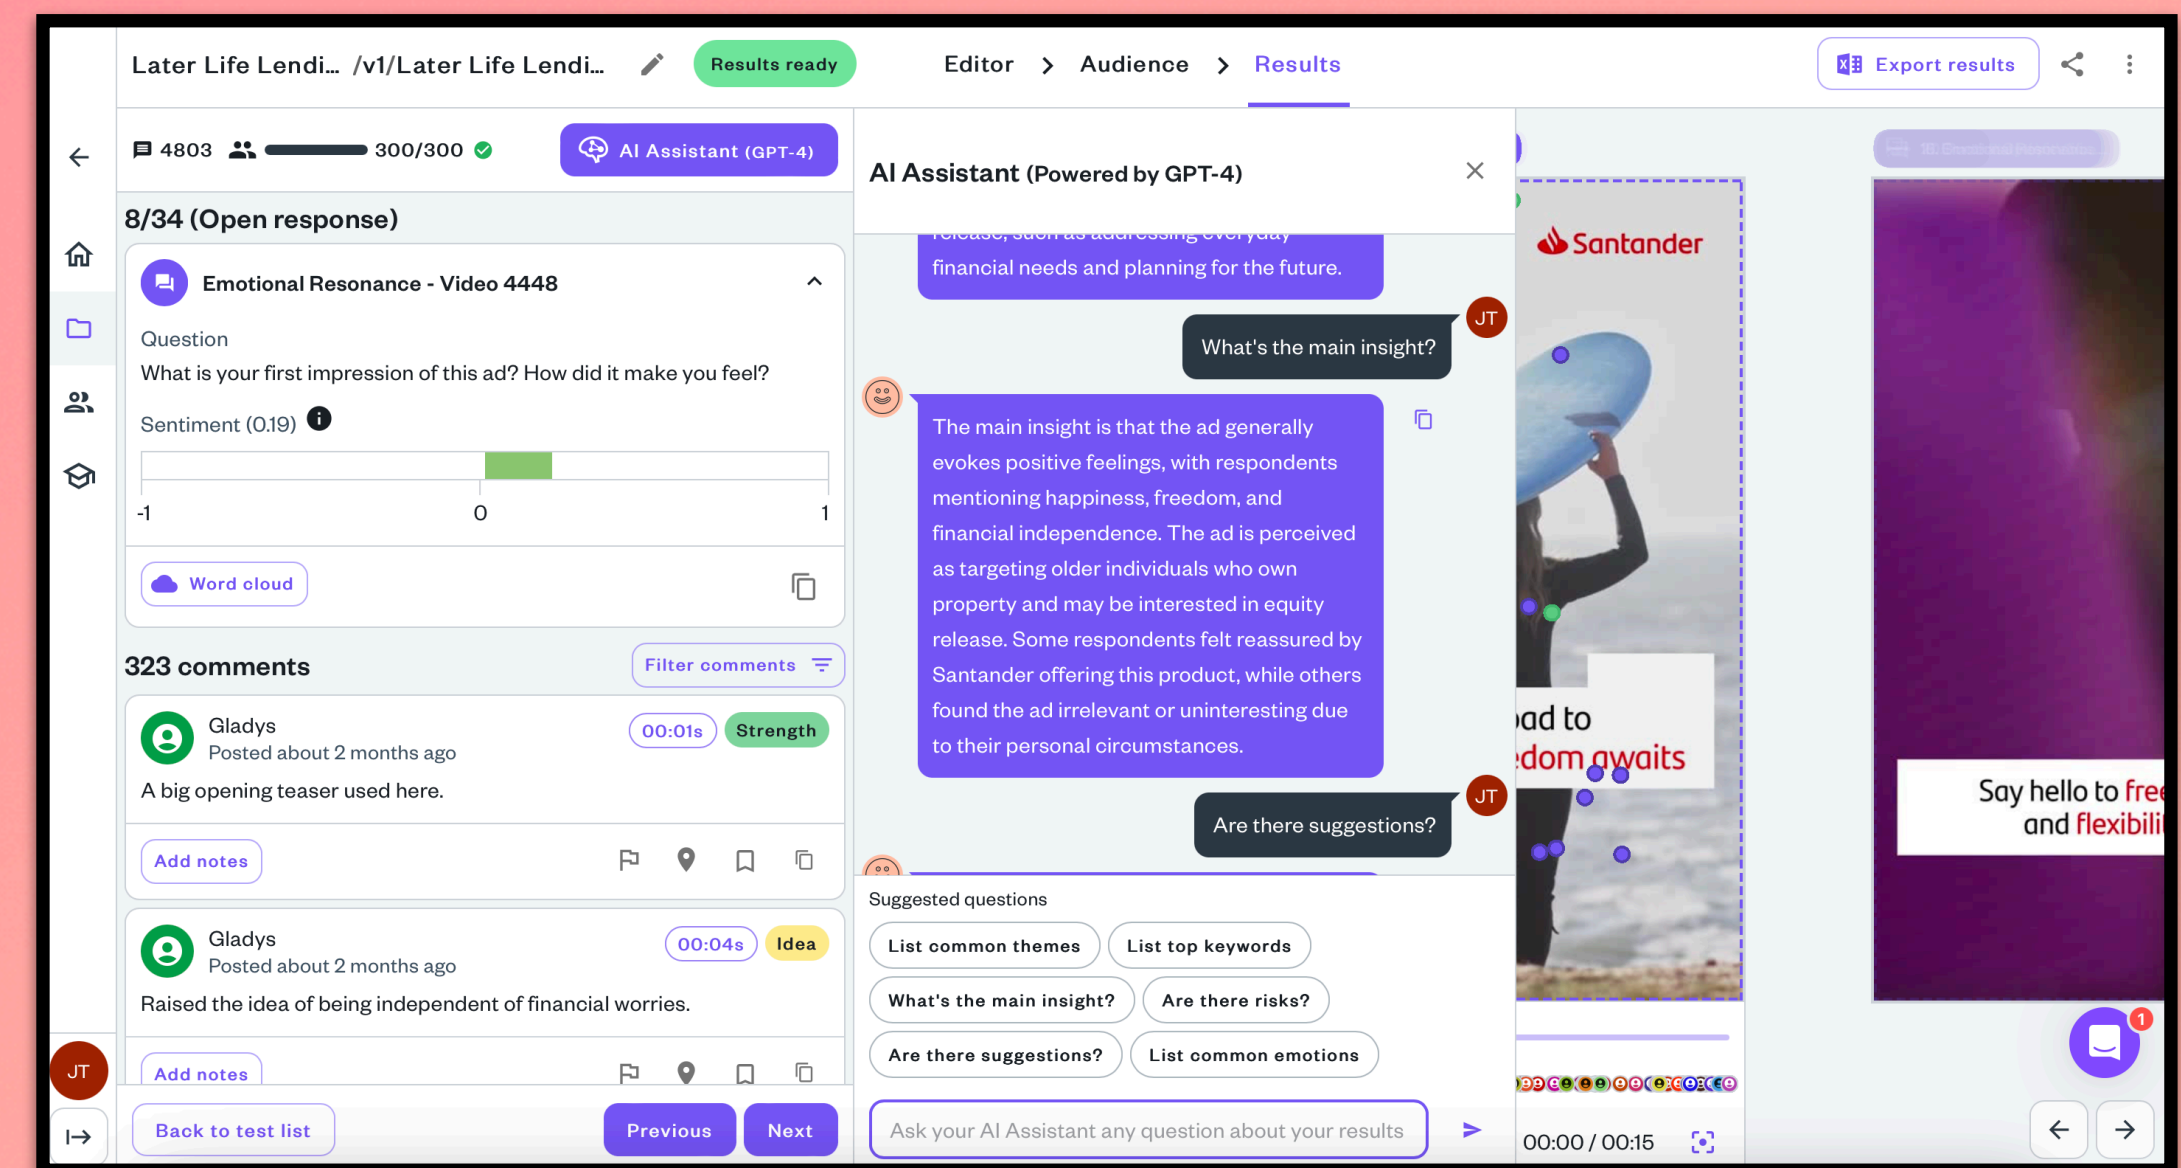 Later Life Lendi... /v1/Later Life Lendi...
Results ready
Editor
Audience
Results
Export results
4803
300/300
AI Assistant (GPT-4)
8/34 (Open response)
Emotional Resonance - Video 4448
Question
What is your first impression of this ad? How did it make you feel?
Sentiment (0.19)
-1
0
1
Word cloud
323 comments
Filter comments
Gladys
Posted about 2 months ago
00:01s
Strength
A big opening teaser used here.
Add notes
Gladys
Posted about 2 months ago
00:04s
Idea
Raised the idea of being independent of financial worries.
Add notes
JT
Back to test list
Previous
Next
AI Assistant (Powered by GPT-4)
release, such as addressing everyday
financial needs and planning for the future.
JT
What's the main insight?
The main insight is that the ad generally
evokes positive feelings, with respondents
mentioning happiness, freedom, and
financial independence. The ad is perceived
as targeting older individuals who own
property and may be interested in equity
release. Some respondents felt reassured by
Santander offering this product, while others
found the ad irrelevant or uninteresting due
to their personal circumstances.
JT
Are there suggestions?
Suggested questions
List common themes
List top keywords
What's the main insight?
Are there risks?
Are there suggestions?
List common emotions
Ask your AI Assistant any question about your results
Santander
oad to
edom awaits
00:00 / 00:15
Say hello to free
and flexibili
1